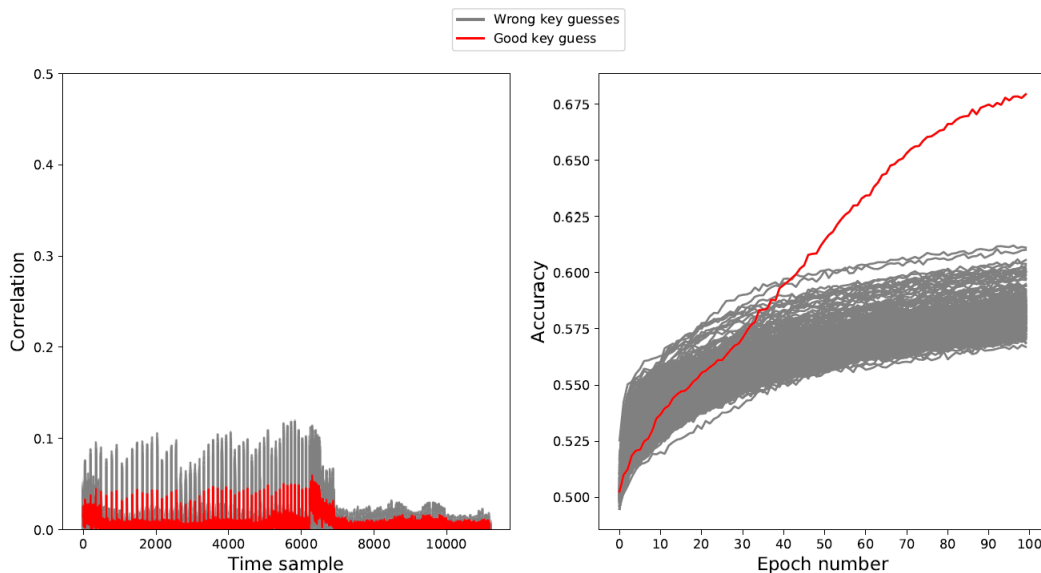 Wrong key guesses
Good key guess
0.5
0.4
0.3
0.2
0.1
0.0
Correlation
0 2000 4000 6000 8000 10000
Time sample
0.675
0.650
0.625
0.600
0.575
0.550
0.525
0.500
Accuracy
0 10 20 30 40 50 60 70 80 90 100
Epoch number